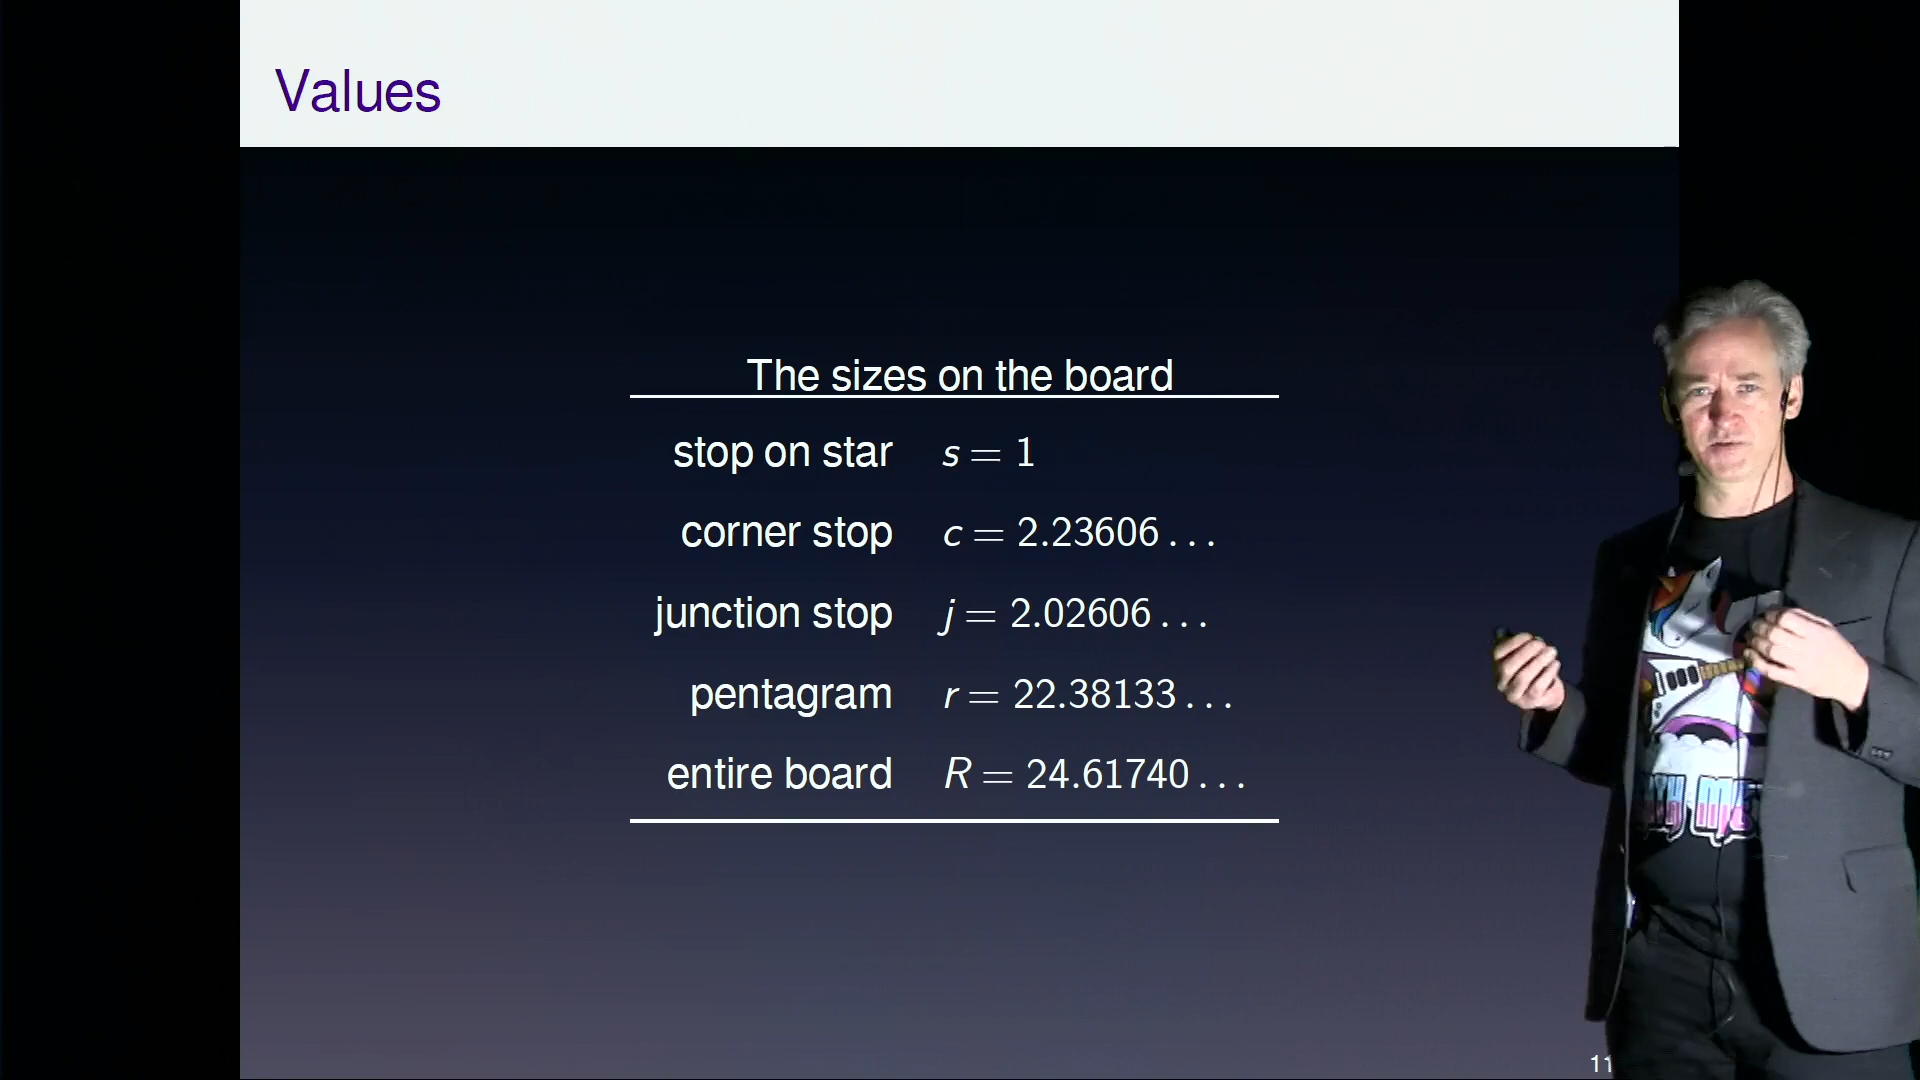 Values
The sizes on the board
stop on star s = 1
corner stop c = 2.23606...
junction stop j = 2.02606...
pentagram r = 22.38133...
entire board R = 24.61740...
11